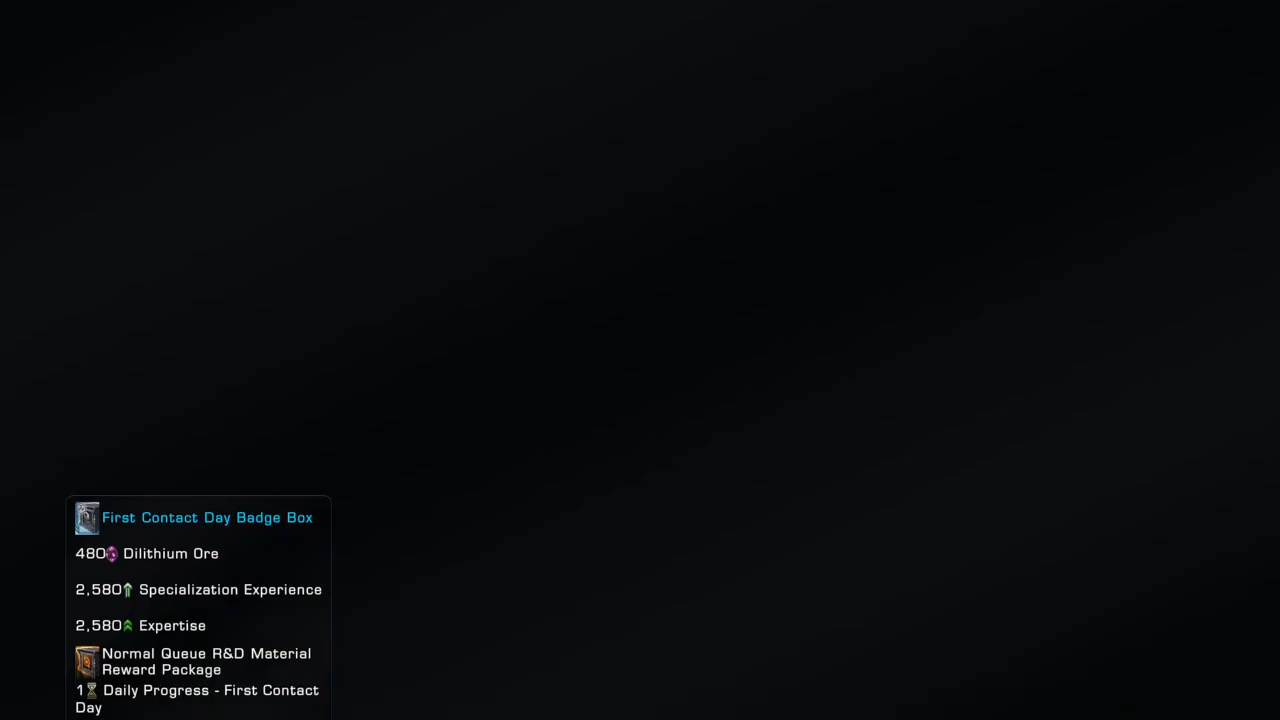 First Contact Day Badge Box
480 Dilithium Ore
2,580 Specialization Experience
2,580 Expertise
Normal Queue R&D Material
Reward Package
1 Daily Progress - First Contact
Day